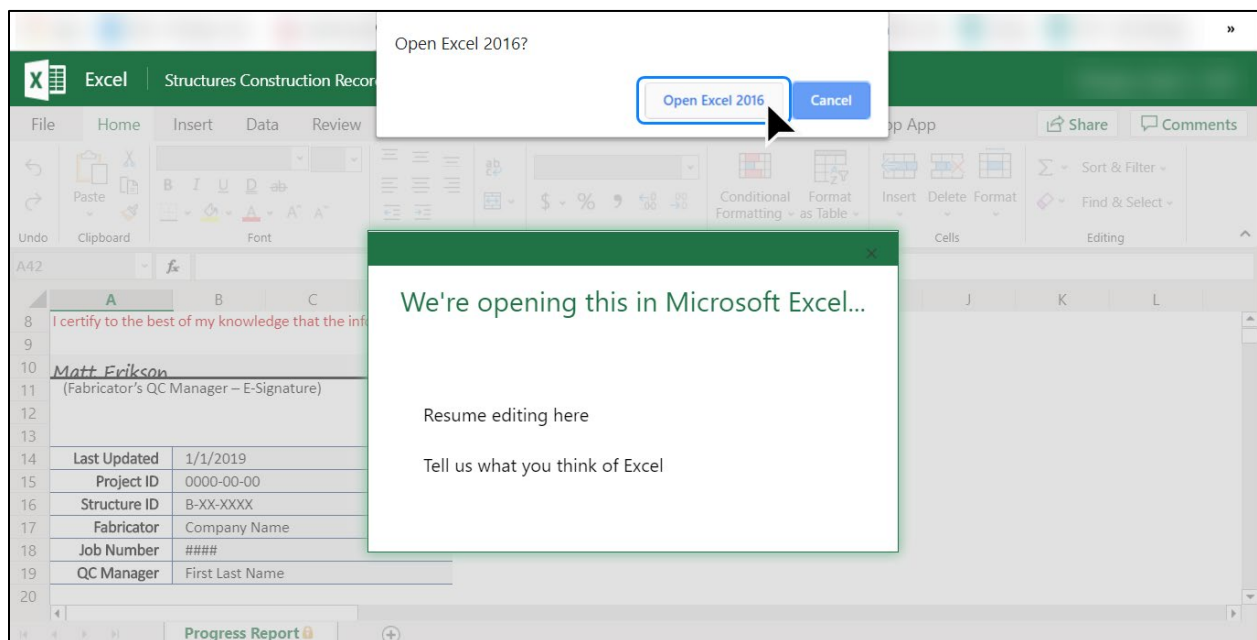 Open Excel 2016?
Open Excel 2016 Cancel
»
Excel Structures Construction Recor
File Home Insert Data Review op App Share Comments
Paste B I U D ab ab $ % 9 Conditional Formatting as Table Format Insert Delete Format Σ Sort & Filter
Find & Select
Undo Clipboard Font Cells Editing
A42 fx
We're opening this in Microsoft Excel...
Resume editing here
Tell us what you think of Excel
A B C J K L
8 I certify to the best of my knowledge that the inf
9
10 Matt Erikson
11 (Fabricator's QC Manager – E-Signature)
12
13
14 Last Updated 1/1/2019
15 Project ID 0000-00-00
16 Structure ID B-XX-XXXX
17 Fabricator Company Name
18 Job Number ####
19 QC Manager First Last Name
20
Progress Report